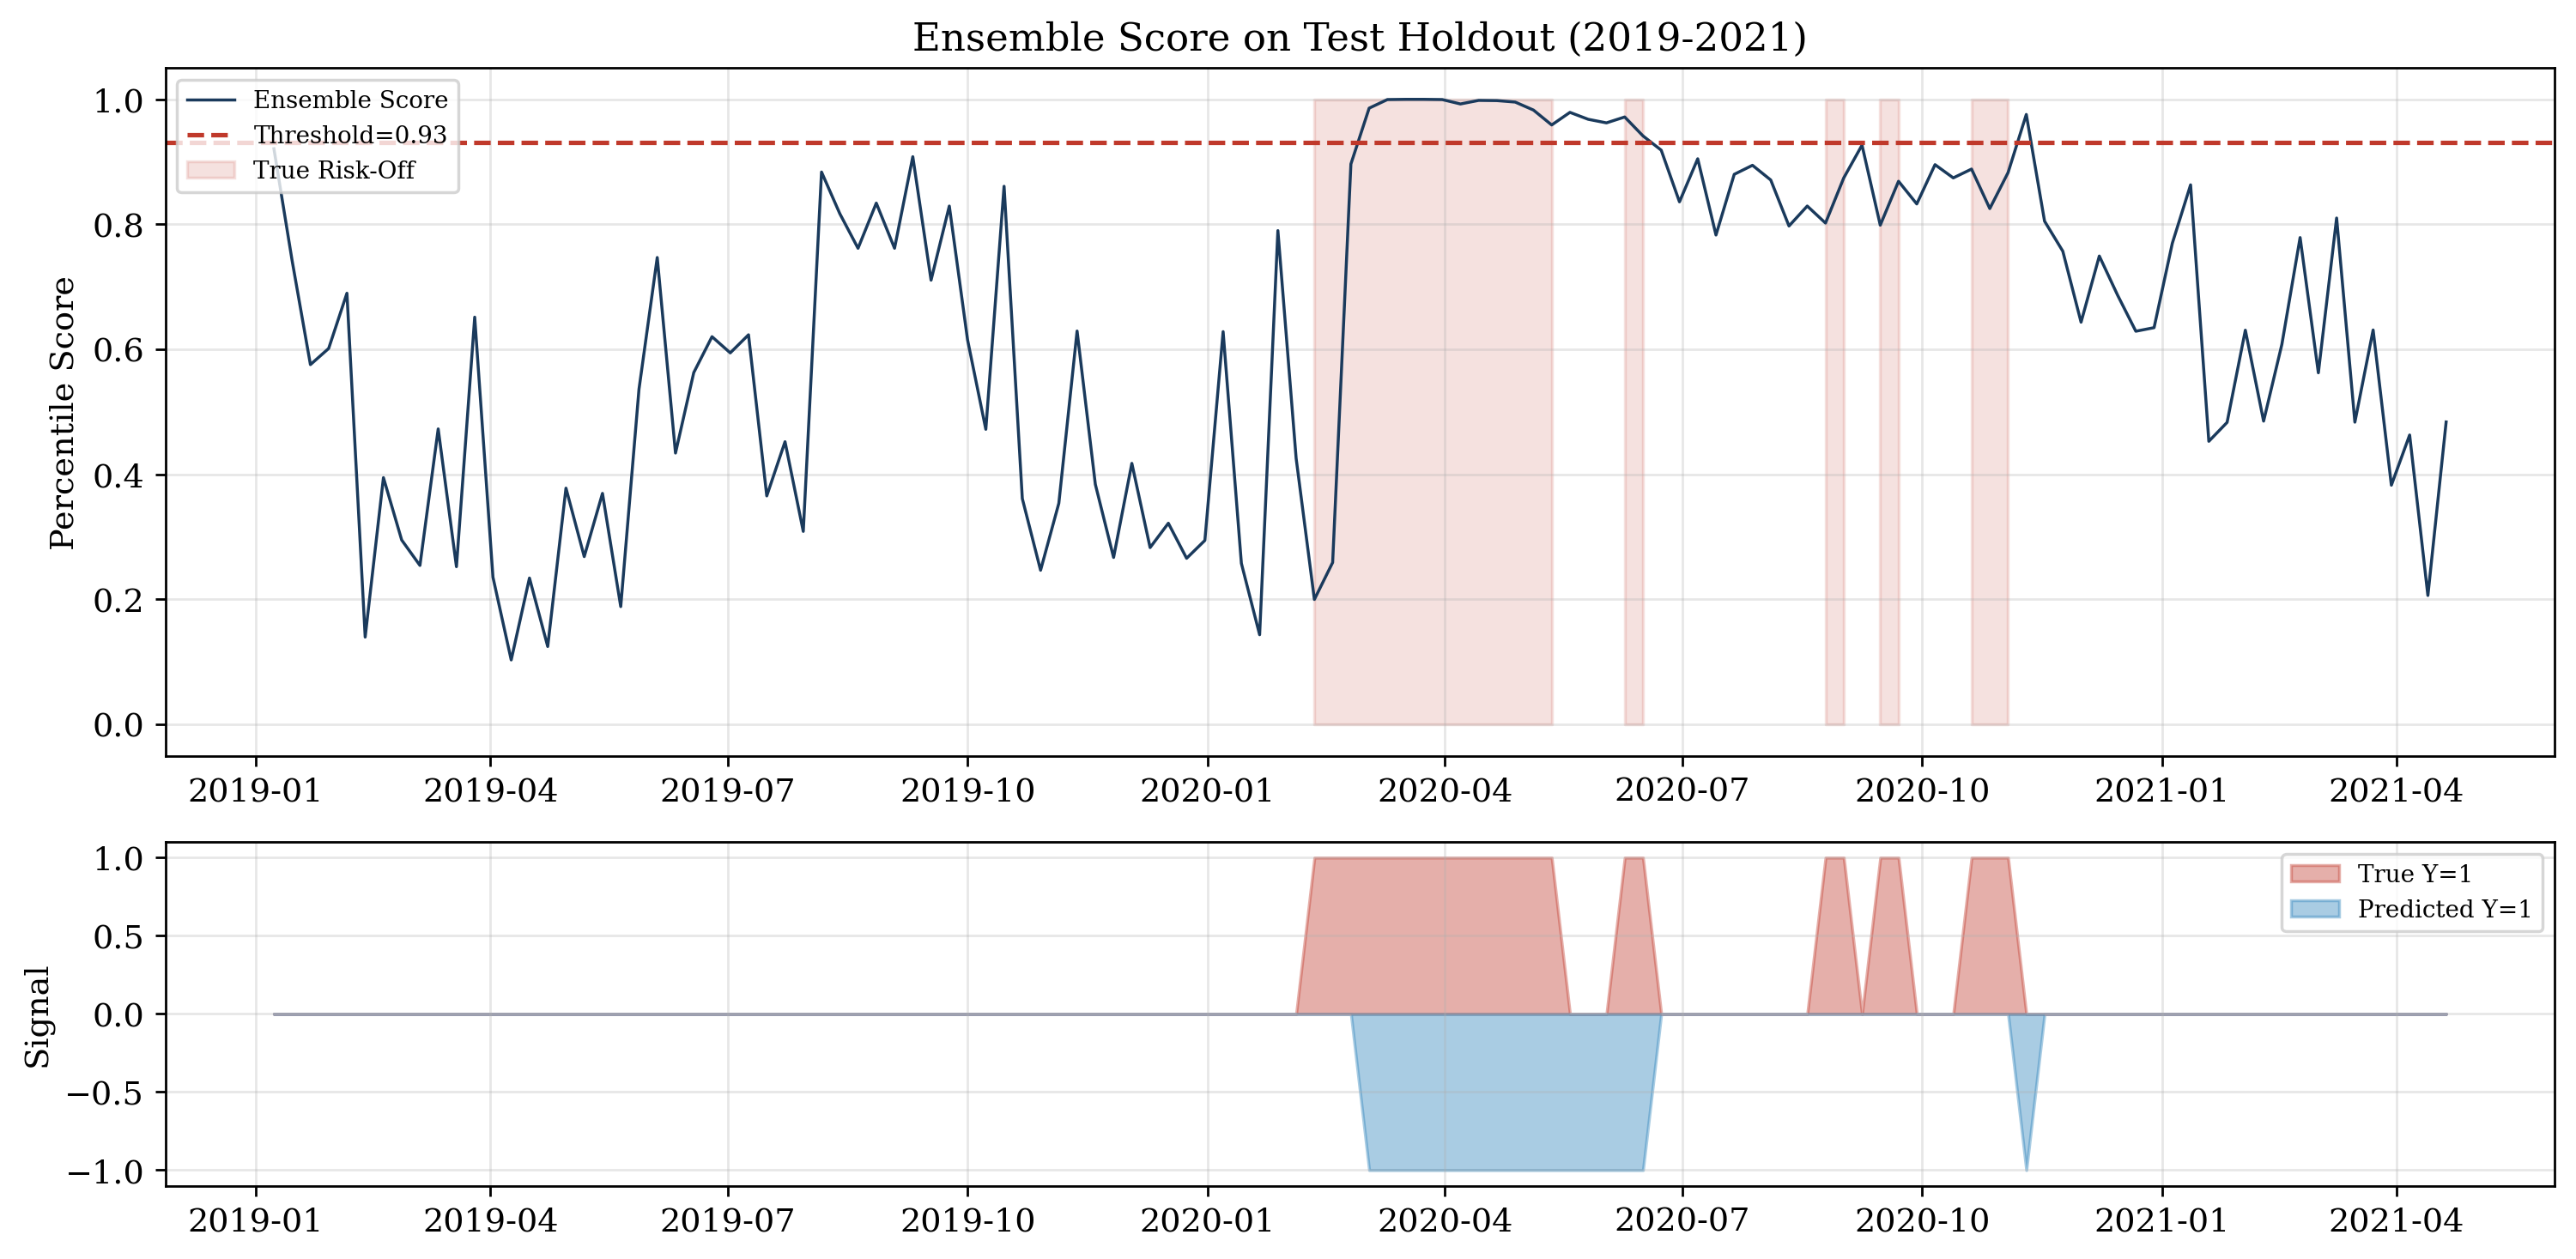 Ensemble Score on Test Holdout (2019-2021)
Ensemble Score
Threshold=0.93
True Risk-Off
Percentile Score
1.0
0.8
0.6
0.4
0.2
0.0
2019-01 2019-04 2019-07 2019-10 2020-01 2020-04 2020-07 2020-10 2021-01 2021-04
True Y=1
Predicted Y=1
Signal
1.0
0.5
0.0
−0.5
−1.0
2019-01 2019-04 2019-07 2019-10 2020-01 2020-04 2020-07 2020-10 2021-01 2021-04